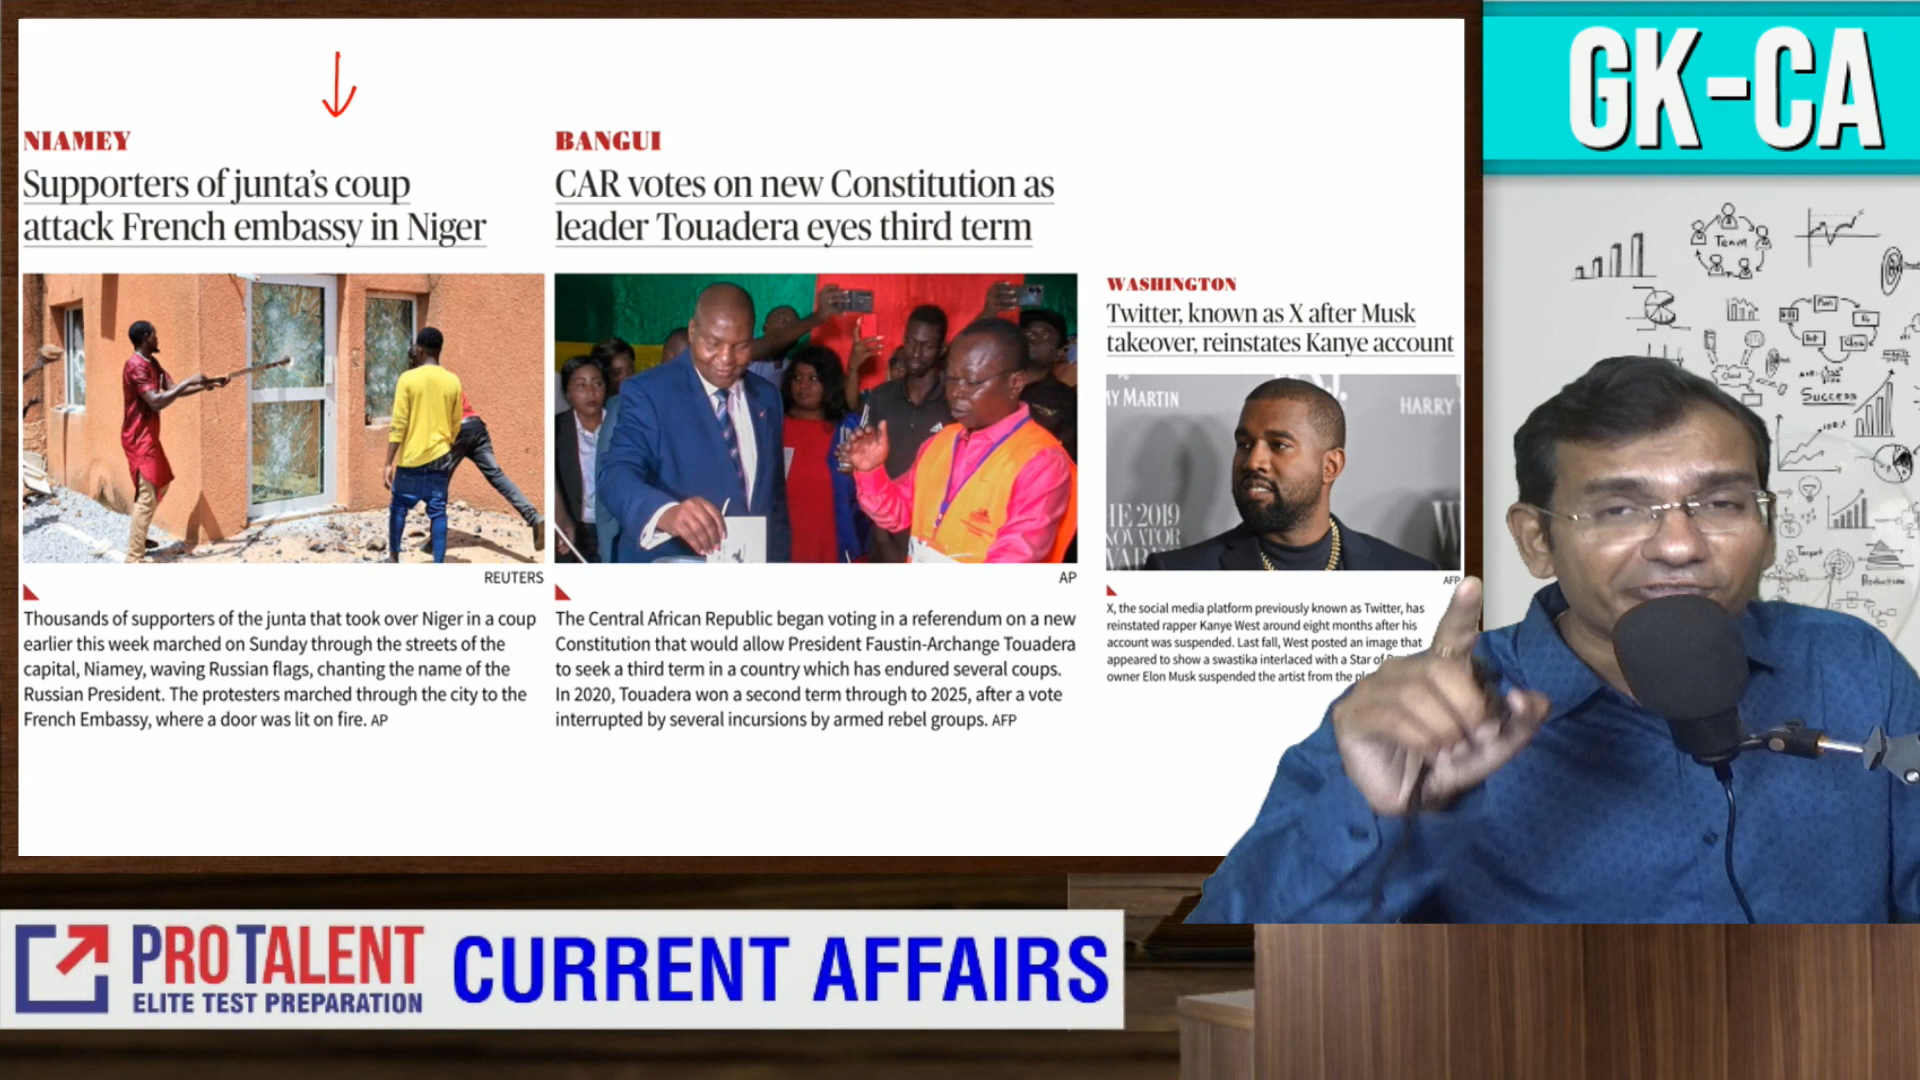 GK-CA
NIAMEY
Supporters of junta's coup
attack French embassy in Niger
REUTERS
Thousands of supporters of the junta that took over Niger in a coup
earlier this week marched on Sunday through the streets of the
capital, Niamey, waving Russian flags, chanting the name of the
Russian President. The protesters marched through the city to the
French Embassy, where a door was lit on fire. AP
BANGUI
CAR votes on new Constitution as
leader Touadera eyes third term
AP
The Central African Republic began voting in a referendum on a new
Constitution that would allow President Faustin-Archange Touadera
to seek a third term in a country which has endured several coups.
In 2020, Touadera won a second term through to 2025, after a vote
interrupted by several incursions by armed rebel groups. AFP
WASHINGTON
Twitter, known as X after Musk
takeover, reinstates Kanye account
MY MARTIN
HARRY
HE 2019
NOVATOR
AFP
X, the social media platform previously known as Twitter, has
reinstated rapper Kanye West around eight months after his
account was suspended. Last fall, West posted an image that
appeared to show a swastika interlaced with a Star of
owner Elon Musk suspended the artist from the
Team
Success
Target
Production
PROTALENT
ELITE TEST PREPARATION
CURRENT AFFAIRS